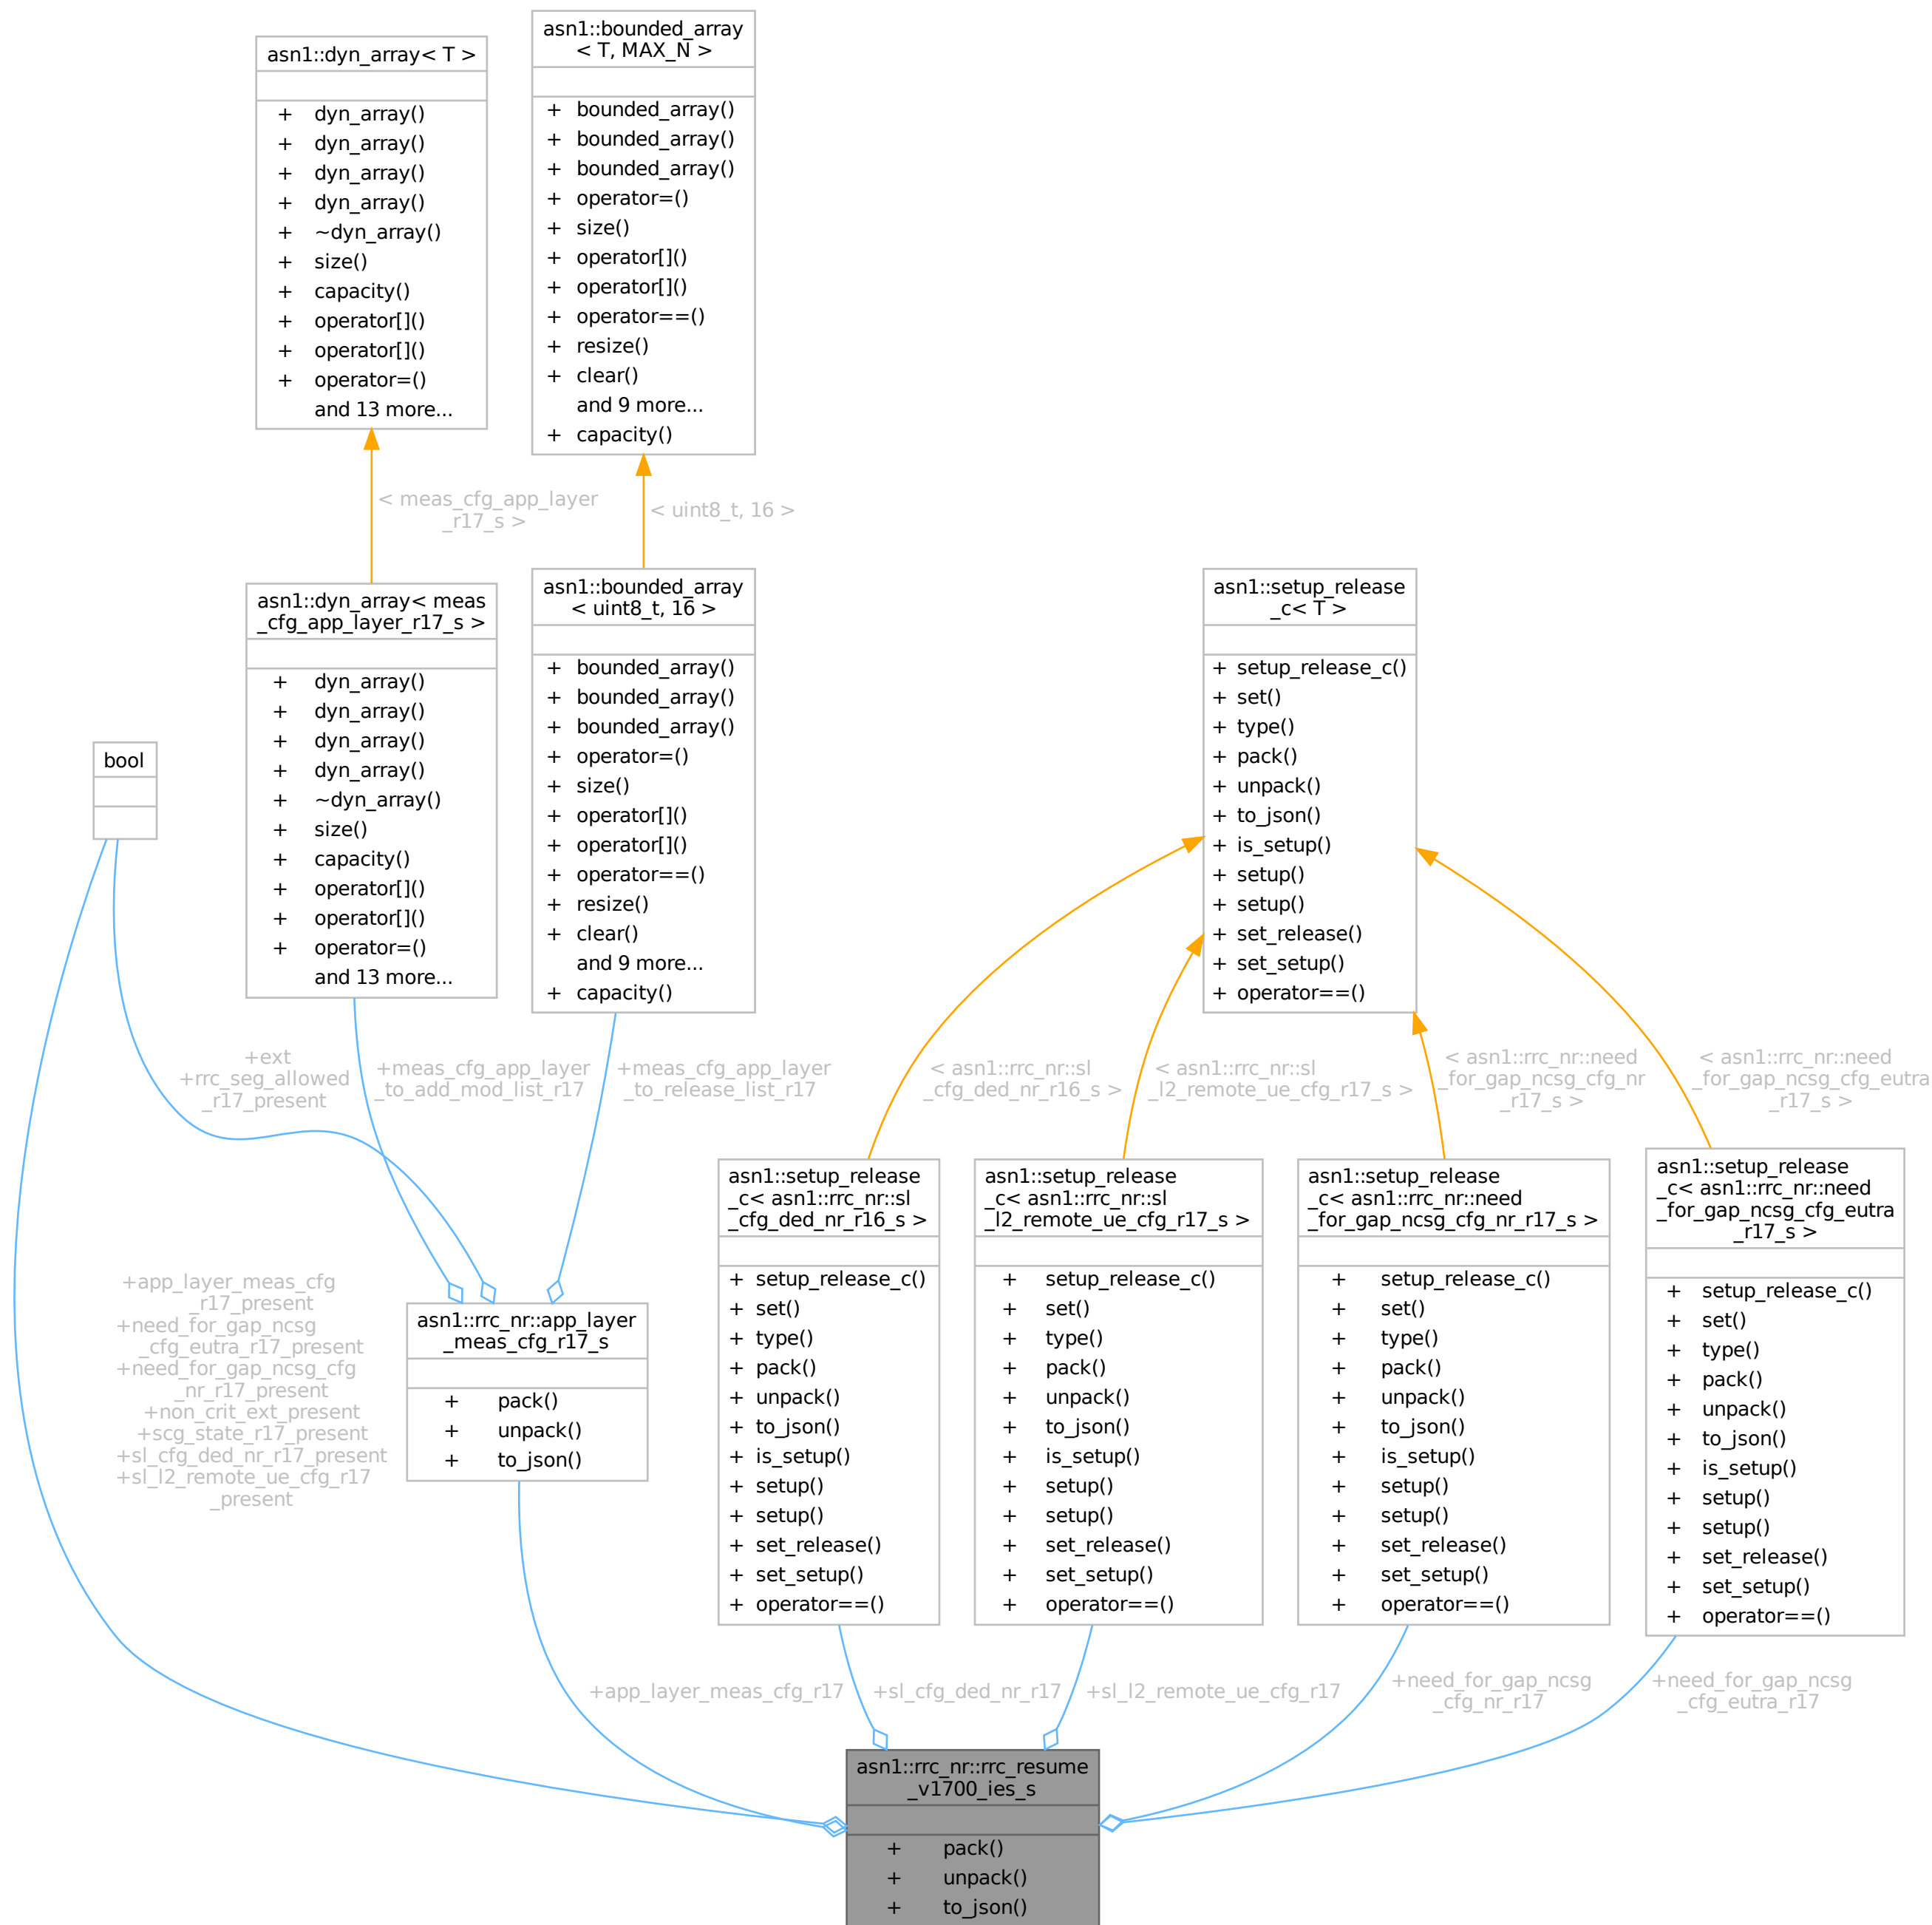 asn1::dyn_array< T >
+ dyn_array()
+ dyn_array()
+ dyn_array()
+ dyn_array()
+ ~dyn_array()
+ size()
+ capacity()
+ operator[]()
+ operator[]()
+ operator=()
and 13 more...
asn1::bounded_array
< T, MAX_N >
+ bounded_array()
+ bounded_array()
+ bounded_array()
+ operator=()
+ size()
+ operator[]()
+ operator[]()
+ operator==()
+ resize()
+ clear()
and 9 more...
+ capacity()
< meas_cfg_app_layer
_r17_s >
< uint8_t, 16 >
asn1::dyn_array< meas
_cfg_app_layer_r17_s >
+ dyn_array()
+ dyn_array()
+ dyn_array()
+ dyn_array()
+ ~dyn_array()
+ size()
+ capacity()
+ operator[]()
+ operator[]()
+ operator=()
and 13 more...
asn1::bounded_array
< uint8_t, 16 >
+ bounded_array()
+ bounded_array()
+ bounded_array()
+ operator=()
+ size()
+ operator[]()
+ operator[]()
+ operator==()
+ resize()
+ clear()
and 9 more...
+ capacity()
asn1::setup_release
_c< T >
+ setup_release_c()
+ set()
+ type()
+ pack()
+ unpack()
+ to_json()
+ is_setup()
+ setup()
+ setup()
+ set_release()
+ set_setup()
+ operator==()
bool
+ext
+rrc_seg_allowed
_r17_present
+meas_cfg_app_layer
_to_add_mod_list_r17
+meas_cfg_app_layer
_to_release_list_r17
< asn1::rrc_nr::sl
_cfg_ded_nr_r16_s >
< asn1::rrc_nr::sl
_l2_remote_ue_cfg_r17_s >
< asn1::rrc_nr::need
_for_gap_ncsg_cfg_nr
_r17_s >
< asn1::rrc_nr::need
_for_gap_ncsg_cfg_eutra
_r17_s >
+app_layer_meas_cfg
_r17_present
+need_for_gap_ncsg
_cfg_eutra_r17_present
+need_for_gap_ncsg_cfg
_nr_r17_present
+non_crit_ext_present
+scg_state_r17_present
+sl_cfg_ded_nr_r17_present
+sl_l2_remote_ue_cfg_r17
_present
asn1::rrc_nr::app_layer
_meas_cfg_r17_s
+ pack()
+ unpack()
+ to_json()
asn1::setup_release
_c< asn1::rrc_nr::sl
_cfg_ded_nr_r16_s >
+ setup_release_c()
+ set()
+ type()
+ pack()
+ unpack()
+ to_json()
+ is_setup()
+ setup()
+ setup()
+ set_release()
+ set_setup()
+ operator==()
asn1::setup_release
_c< asn1::rrc_nr::sl
_l2_remote_ue_cfg_r17_s >
+ setup_release_c()
+ set()
+ type()
+ pack()
+ unpack()
+ to_json()
+ is_setup()
+ setup()
+ setup()
+ set_release()
+ set_setup()
+ operator==()
asn1::setup_release
_c< asn1::rrc_nr::need
_for_gap_ncsg_cfg_nr_r17_s >
+ setup_release_c()
+ set()
+ type()
+ pack()
+ unpack()
+ to_json()
+ is_setup()
+ setup()
+ setup()
+ set_release()
+ set_setup()
+ operator==()
asn1::setup_release
_c< asn1::rrc_nr::need
_for_gap_ncsg_cfg_eutra
_r17_s >
+ setup_release_c()
+ set()
+ type()
+ pack()
+ unpack()
+ to_json()
+ is_setup()
+ setup()
+ setup()
+ set_release()
+ set_setup()
+ operator==()
+app_layer_meas_cfg_r17
+sl_cfg_ded_nr_r17
+sl_l2_remote_ue_cfg_r17
+need_for_gap_ncsg
_cfg_nr_r17
+need_for_gap_ncsg
_cfg_eutra_r17
asn1::rrc_nr::rrc_resume
_v1700_ies_s
+ pack()
+ unpack()
+ to_json()